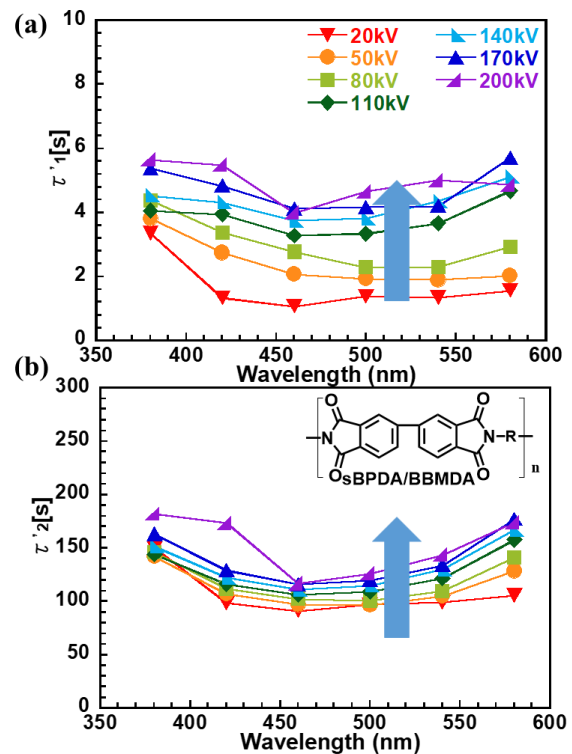 (a)
20kV
50kV
80kV
110kV
140kV
170kV
200kV
τ'1[s]
10
8
6
4
2
0
350 400 450 500 550 600
Wavelength (nm)
(b)
τ'2[s]
300
250
200
150
100
50
0
O O
N N-R
O O
n
sBPDA/BBMDA
350 400 450 500 550 600
Wavelength (nm)